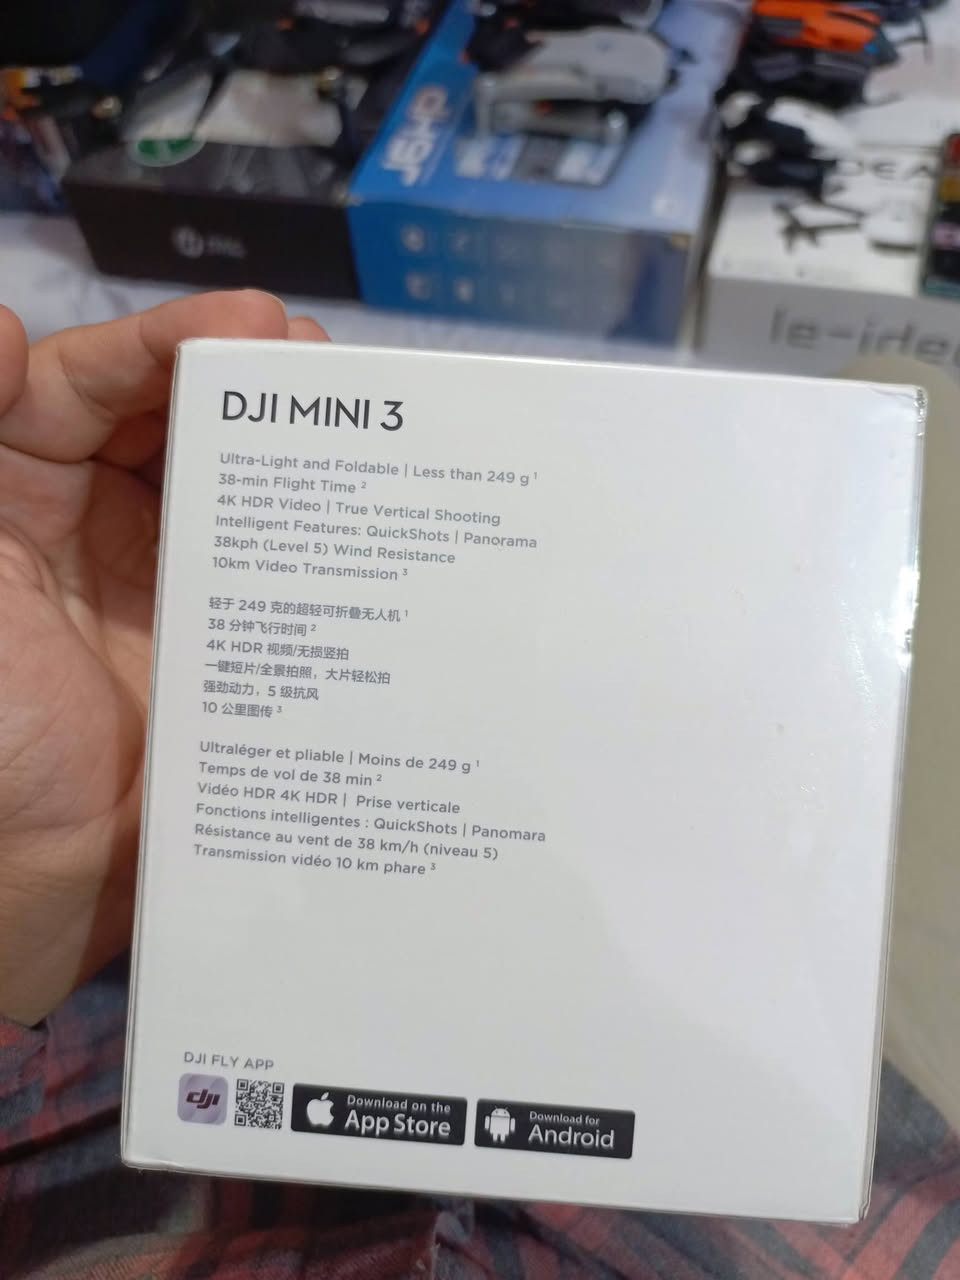 DJI MINI 3
Ultra-Light and Foldable | Less than 249 g ¹
38-min Flight Time ²
4K HDR Video | True Vertical Shooting
Intelligent Features: QuickShots | Panorama
38kph (Level 5) Wind Resistance
10km Video Transmission ³
轻于 249 克的超轻可折叠无人机 ¹
38 分钟飞行时间 ²
4K HDR 视频/无损竖拍
一键短片/全景拍照，大片轻松拍
强劲动力，5 级抗风
10 公里图传 ³
Ultraléger et pliable | Moins de 249 g ¹
Temps de vol de 38 min ²
Vidéo HDR 4K HDR | Prise verticale
Fonctions intelligentes : QuickShots | Panomara
Résistance au vent de 38 km/h (niveau 5)
Transmission vidéo 10 km phare ³
DJI FLY APP
dji
Download on the
App Store
Download for
Android
le-idea